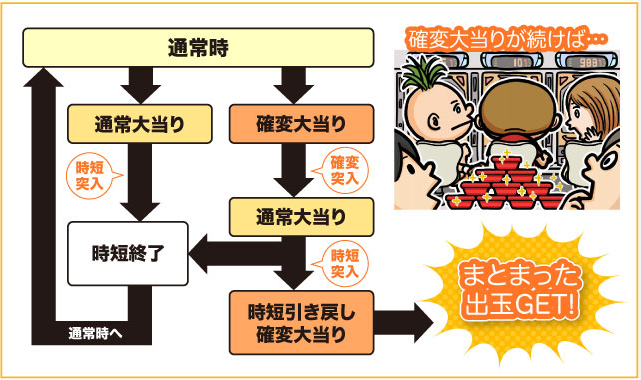 通常時
確変大当りが続けば…
通常大当り
確変大当り
時短
突入
確変
突入
通常大当り
時短終了
時短
突入
時短引き戻し
確変大当り
通常時へ
まとまった
出玉GET!